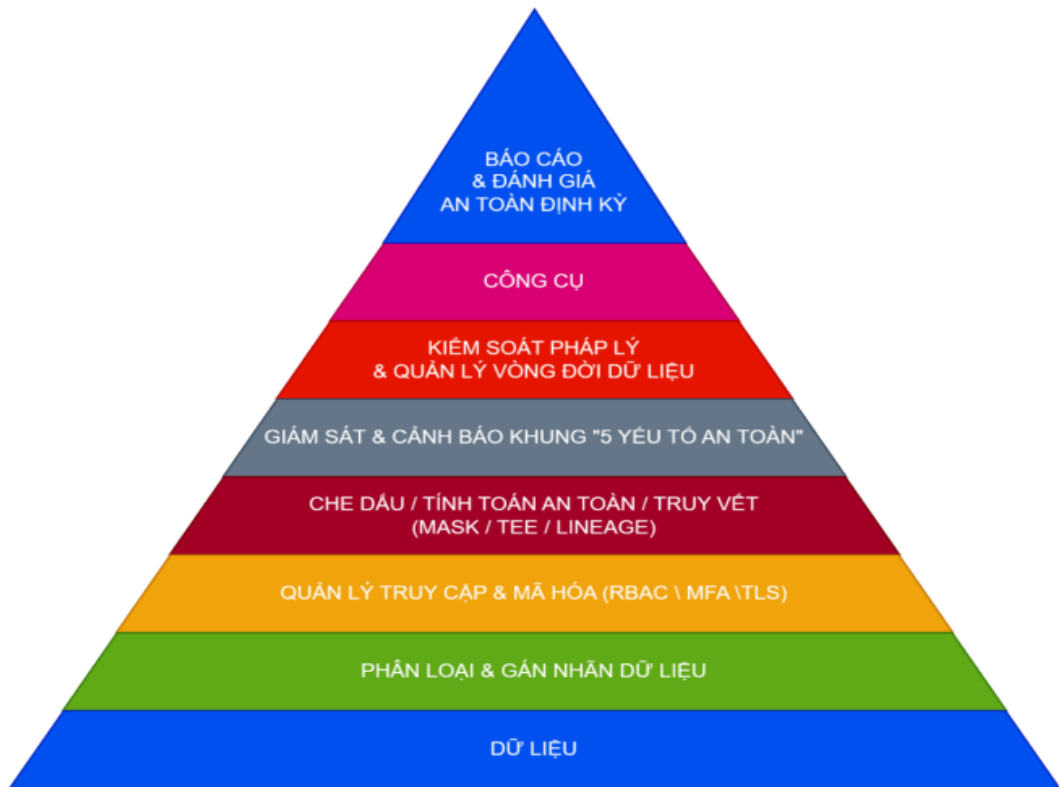 BÁO CÁO
& ĐÁNH GIÁ
AN TOÀN ĐỊNH KỲ
CÔNG CỤ
KIỂM SOÁT PHÁP LÝ
& QUẢN LÝ VÒNG ĐỜI DỮ LIỆU
GIÁM SÁT & CẢNH BÁO KHUNG "5 YẾU TỐ AN TOÀN"
CHE DẤU / TÍNH TOÁN AN TOÀN / TRUY VẾT
(MASK / TEE / LINEAGE)
QUẢN LÝ TRUY CẬP & MÃ HÓA (RBAC \ MFA \TLS)
PHÂN LOẠI & GÁN NHÃN DỮ LIỆU
DỮ LIỆU